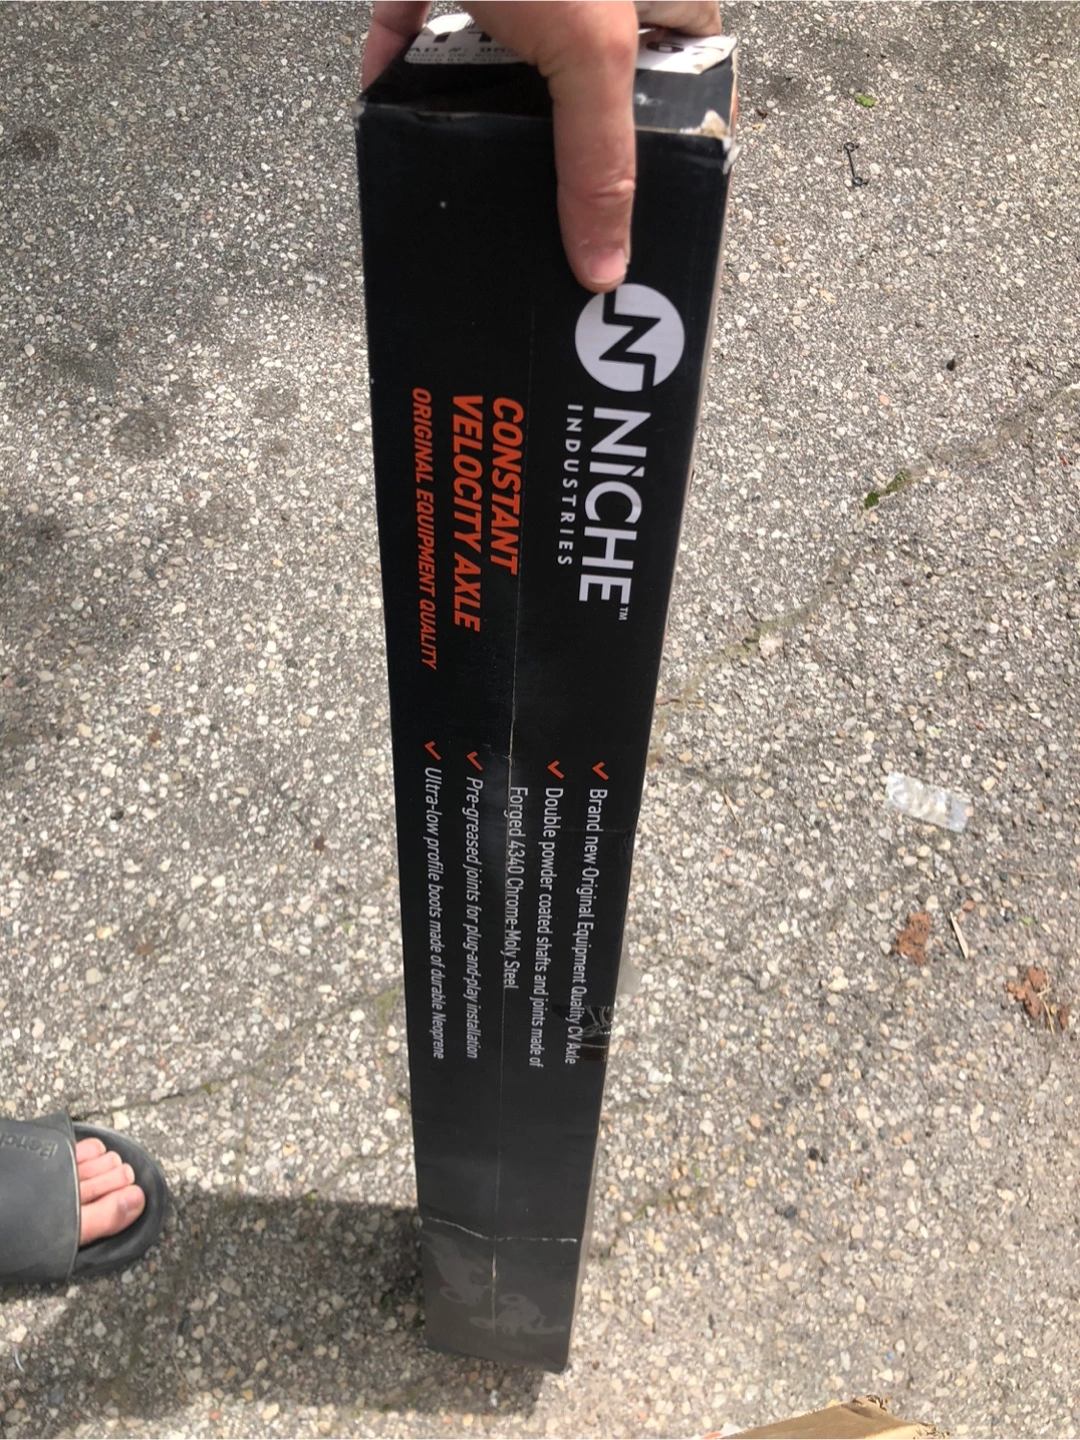 NICHE™
INDUSTRIES
CONSTANT
VELOCITY AXLE
ORIGINAL EQUIPMENT QUALITY
Brand new Original Equipment Quality CV Axle
Double powder coated shafts and joints made of
Forged 4340 Chrome-Moly Steel
Pre-greased joints for plug-and-play installation
Ultra-low profile boots made of durable Neoprene